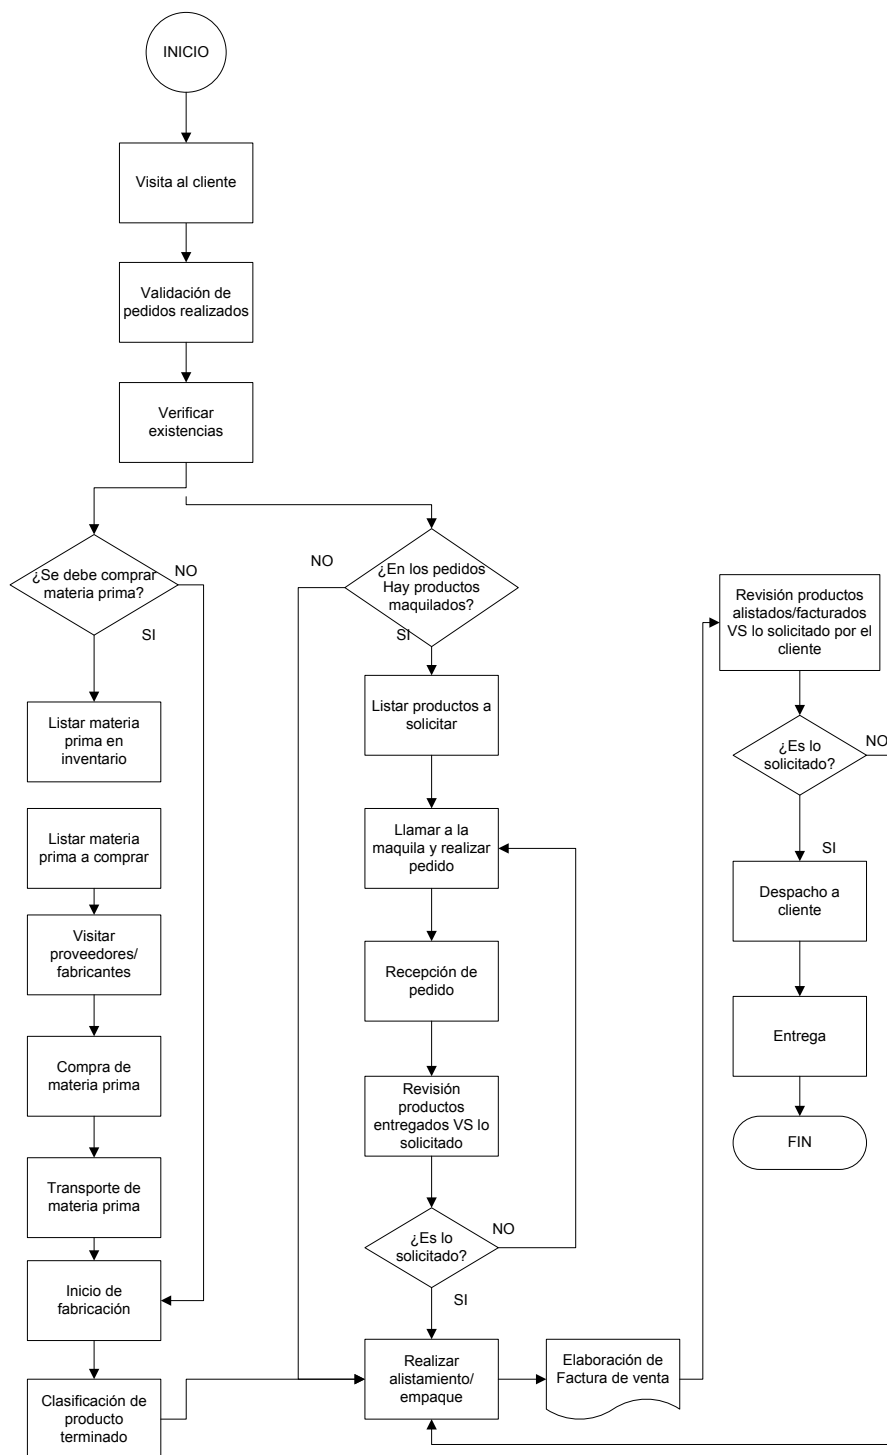 INICIO
Visita al cliente
Validación de
pedidos realizados
Verificar
existencias
¿Se debe comprar
materia prima?
NO
SI
Listar materia
prima en
inventario
Listar materia
prima a comprar
Visitar
proveedores/
fabricantes
Compra de
materia prima
Transporte de
materia prima
Inicio de
fabricación
Clasificación de
producto
terminado
NO
¿En los pedidos
Hay productos
maquilados?
SI
Listar productos a
solicitar
Llamar a la
maquila y realizar
pedido
Recepción de
pedido
Revisión
productos
entregados VS lo
solicitado
¿Es lo
solicitado?
NO
SI
Realizar
alistamiento/
empaque
Elaboración de
Factura de venta
Revisión productos
alistados/facturados
VS lo solicitado por el
cliente
¿Es lo
solicitado?
NO
SI
Despacho a
cliente
Entrega
FIN